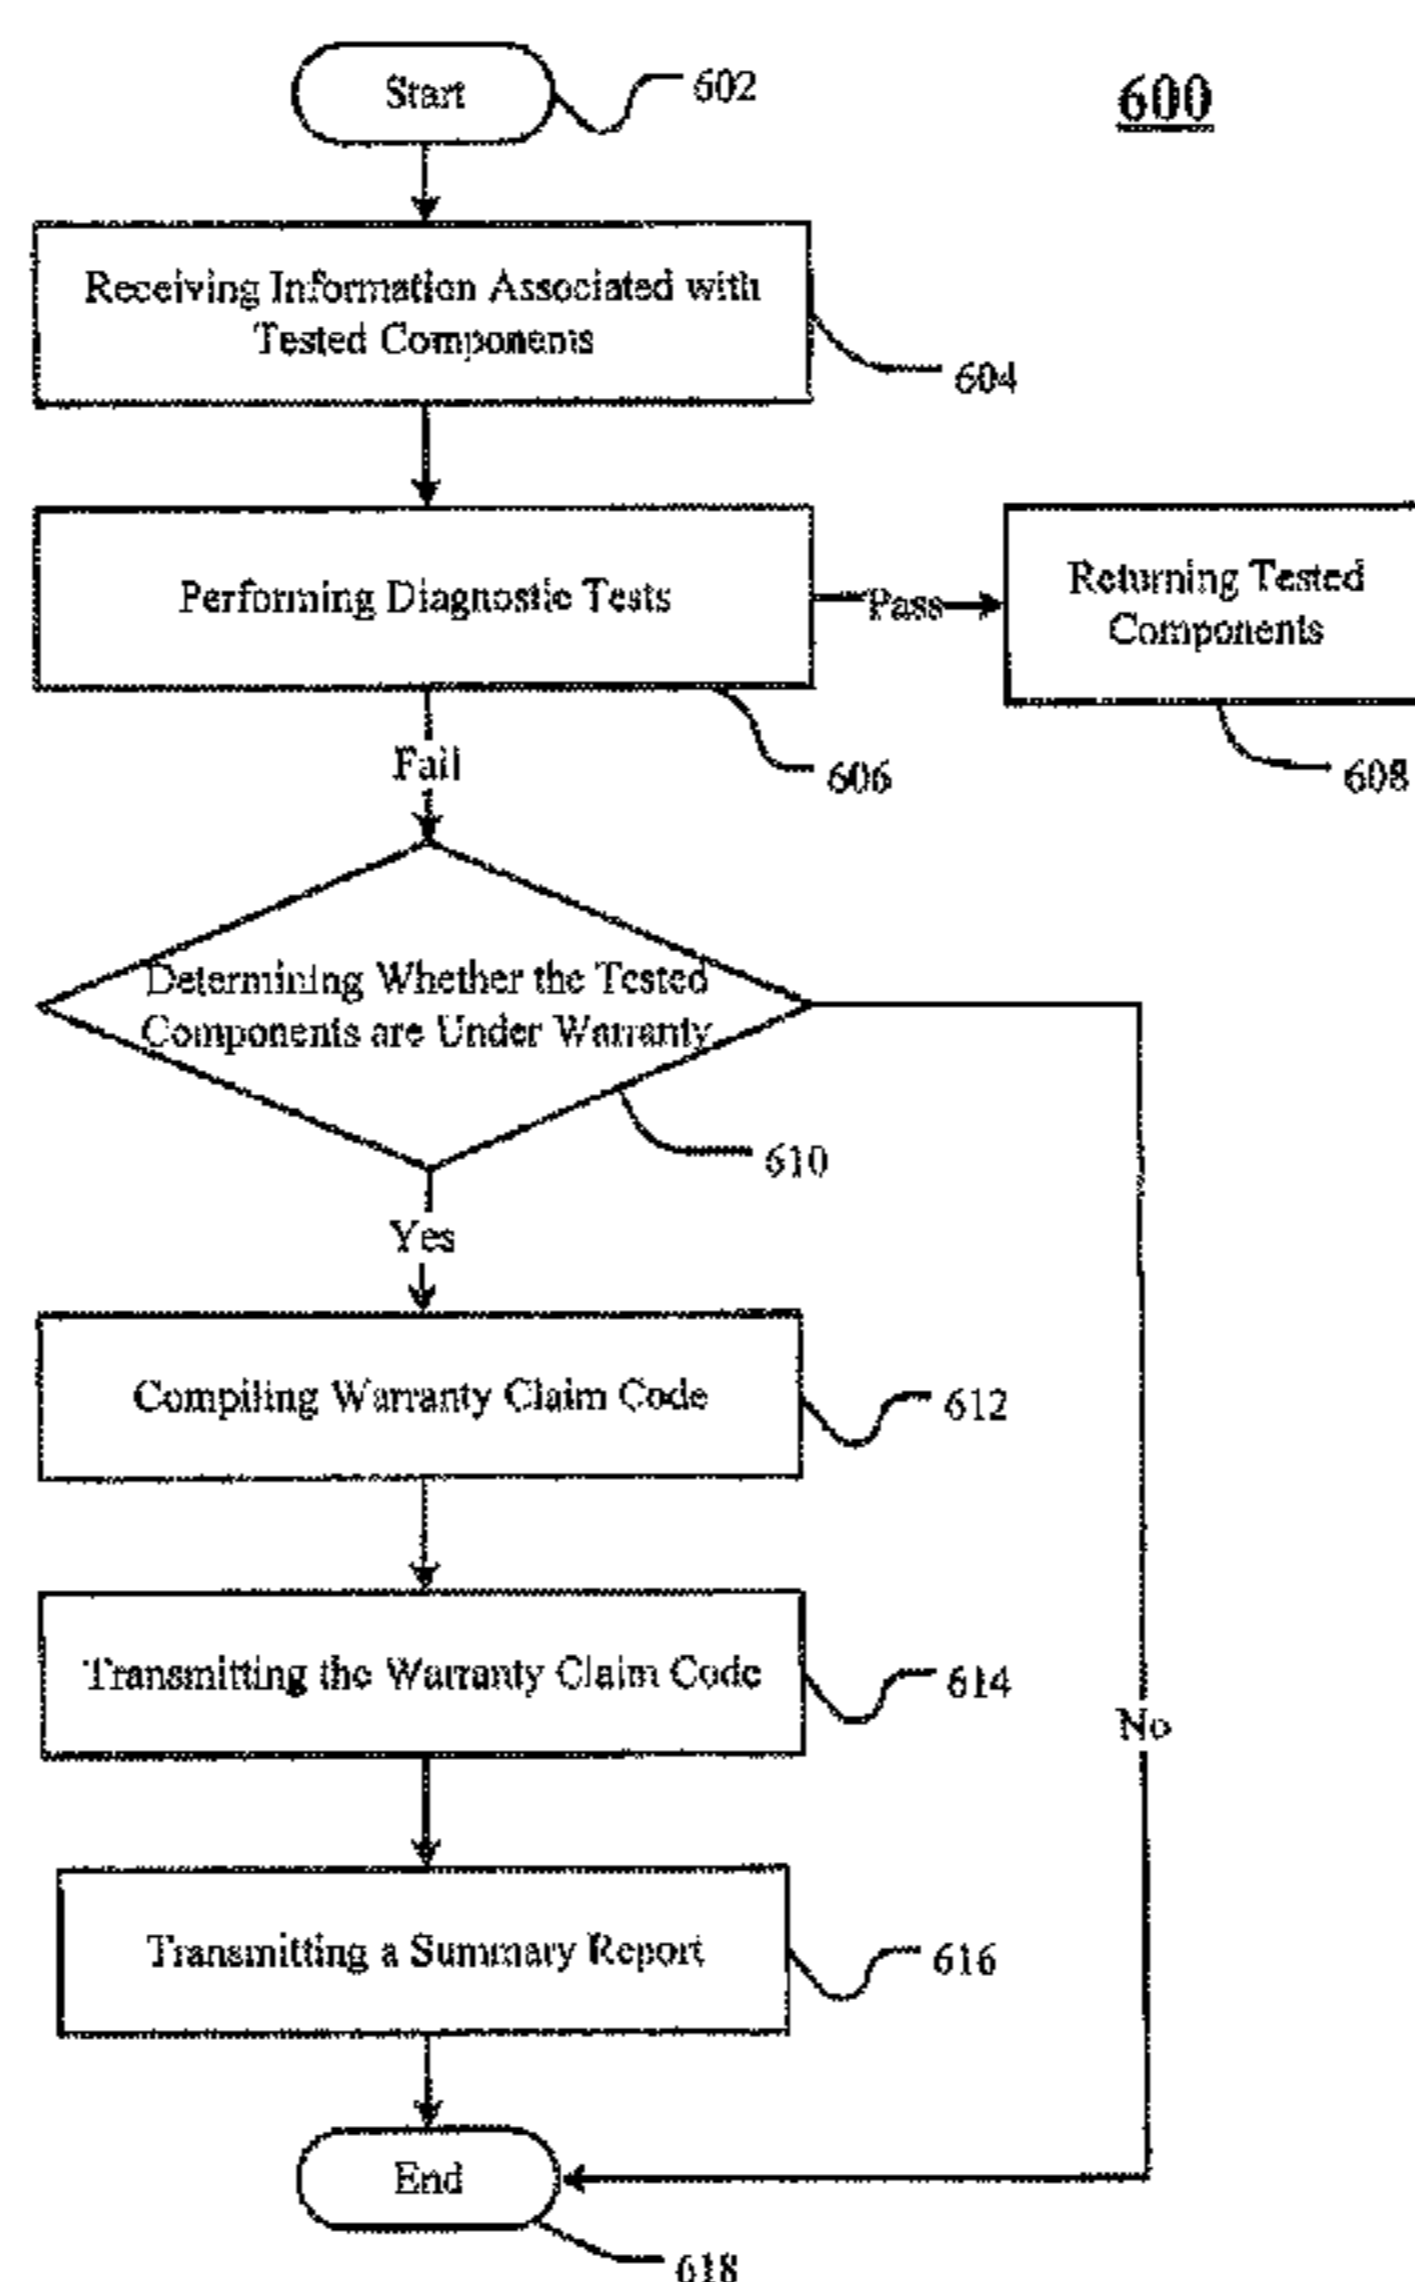 Start
602
600
Receiving Information Associated with
Tested Components
604
Performing Diagnostic Tests
Pass
Returning Tested
Components
Fail
606
608
Determining Whether the Tested
Components are Under Warranty
610
Yes
Compiling Warranty Claim Code
612
Transmitting the Warranty Claim Code
614
No
Transmitting a Summary Report
616
End
618